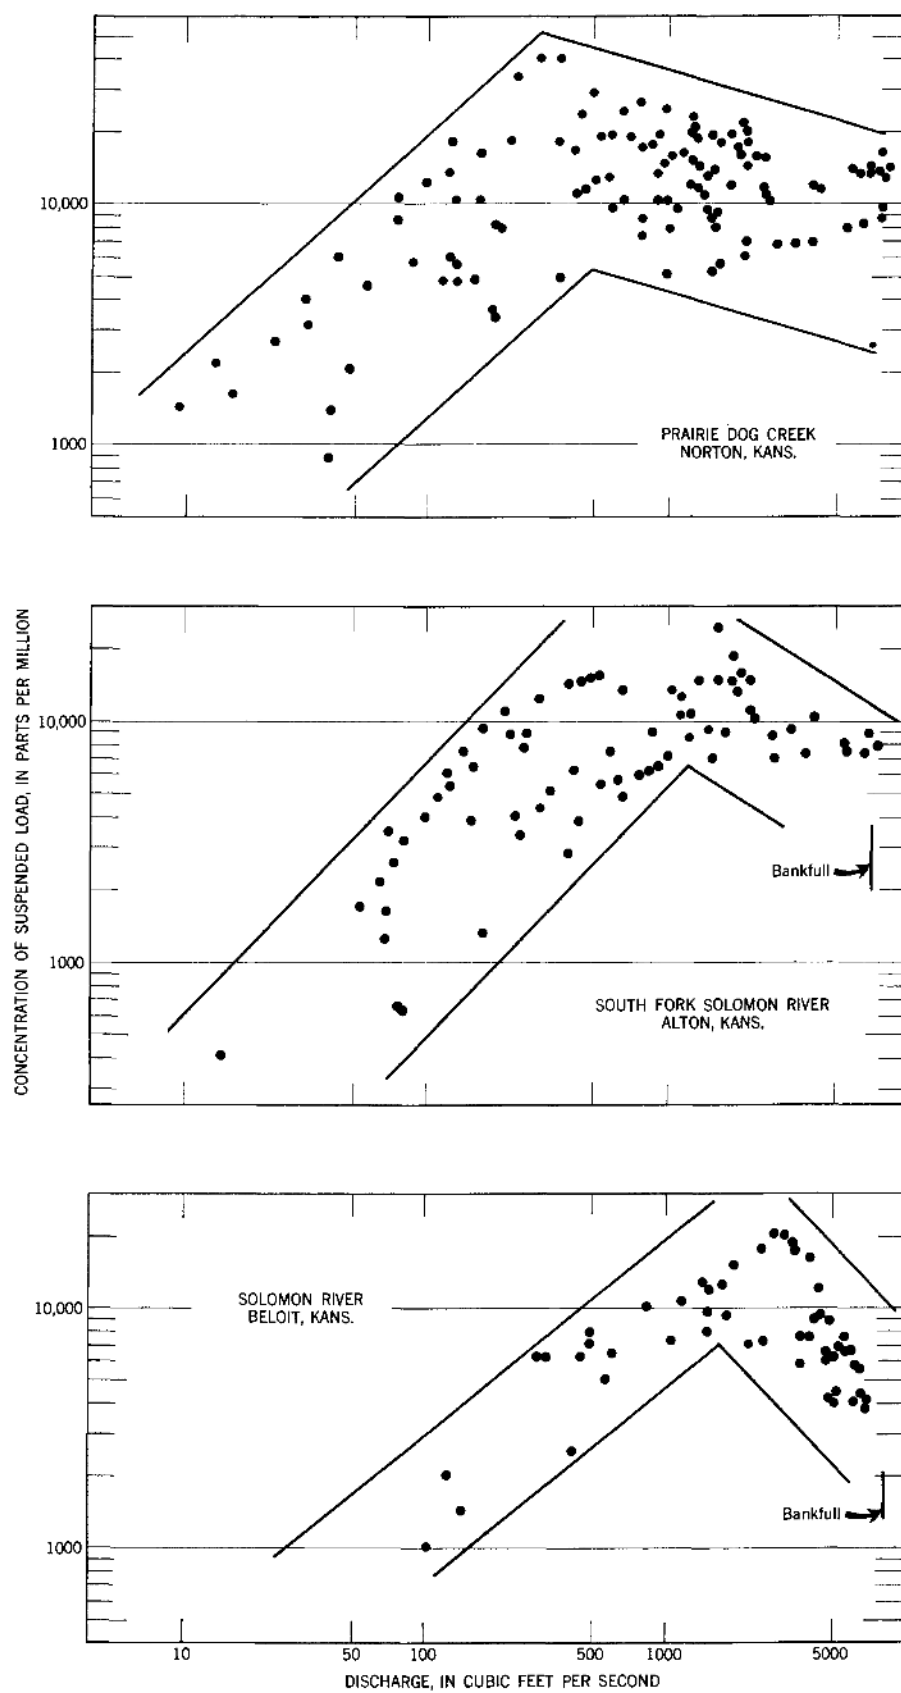 10,000
1000
PRAIRIE DOG CREEK
NORTON, KANS.
CONCENTRATION OF SUSPENDED LOAD, IN PARTS PER MILLION
10,000
Bankfull
1000
SOUTH FORK SOLOMON RIVER
ALTON, KANS.
SOLOMON RIVER
BELOIT, KANS.
10,000
Bankfull
1000
10 50 100 500 1000 5000
DISCHARGE, IN CUBIC FEET PER SECOND